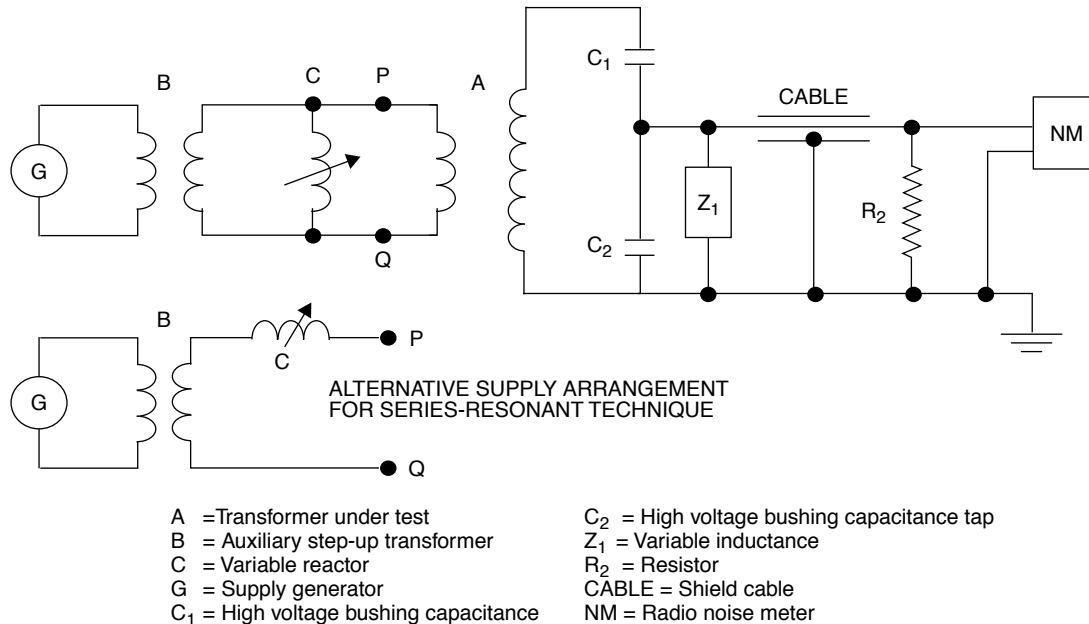 B
C
P
A
C1
CABLE
NM
G
Z1
R2
C2
Q
B
P
C
G
ALTERNATIVE SUPPLY ARRANGEMENT
FOR SERIES-RESONANT TECHNIQUE
Q
A =Transformer under test
B = Auxiliary step-up transformer
C = Variable reactor
G = Supply generator
C1 = High voltage bushing capacitance
C2 = High voltage bushing capacitance tap
Z1 = Variable inductance
R2 = Resistor
CABLE = Shield cable
NM = Radio noise meter